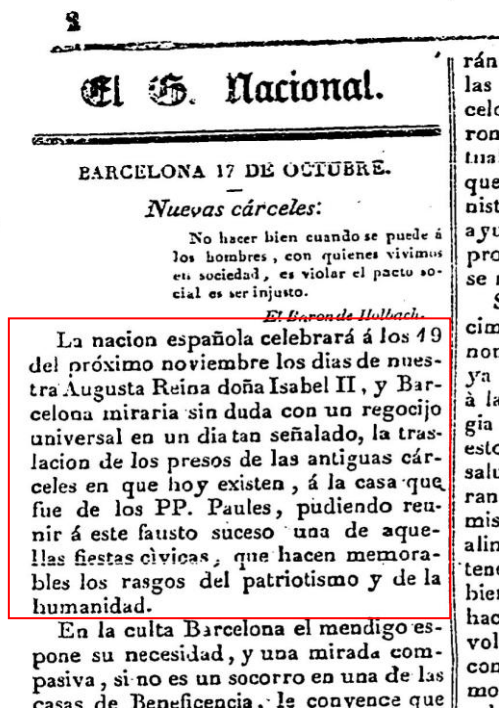 2
El G. Nacional.
BARCELONA 17 DE OCTUBRE.
Nuevas cárceles:
No hacer bien cuando se puede á
los hombres, con quienes vivimos
en sociedad, es violar el pacto so-
cial es ser injusto.
El Baron de Holbach.
La nacion española celebrará á los 19
del próximo noviembre los dias de nues-
tra Augusta Reina doña Isabel II, y Bar-
celona miraria sin duda con un regocijo
universal en un dia tan señalado, la tras-
lacion de los presos de las antiguas cár-
celes en que hoy existen, á la casa que
fue de los PP. Paules, pudiendo reu-
nir á este fausto suceso una de aque-
llas fiestas cìvicas, que hacen memora-
bles los rasgos del patriotismo y de la
humanidad.
En la culta Barcelona el mendigo es-
pone su necesidad, y una mirada com-
pasiva, si no es un socorro en una de las
casas de Beneficencia, le convence que
rán
las
celo
ron
tual
que
nist
ayu
pro
se
cim
nor
ya
à la
gia
esto
salu
ran
mis
alin
tene
bien
hac
vol
con
mo